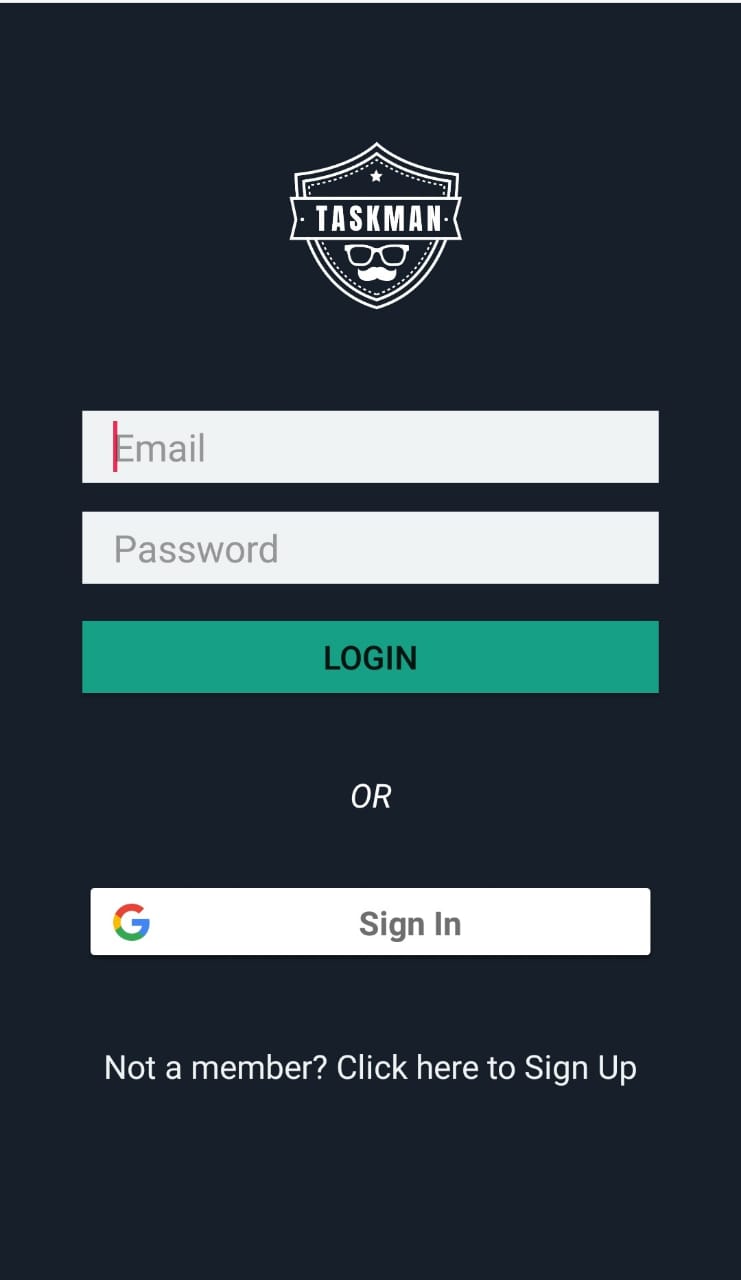 TASKMAN
Email
Password
LOGIN
OR
Sign In
Not a member? Click here to Sign Up